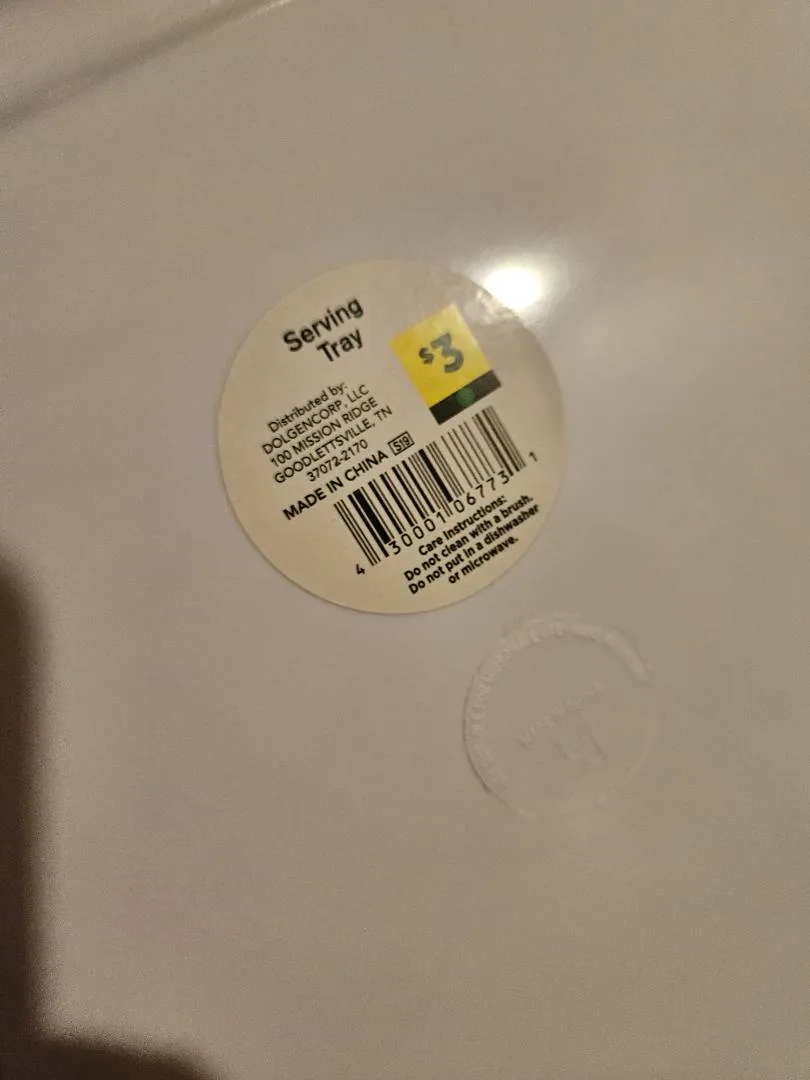 Serving
Tray
$3
Distributed by:
DOLGENCORP, LLC
100 MISSION RIDGE
GOODLETTSVILLE, TN
37072-2170
MADE IN CHINA S19
4 30001 06773 1
Care Instructions:
Do not clean with a brush.
Do not put in a dishwasher
or microwave.